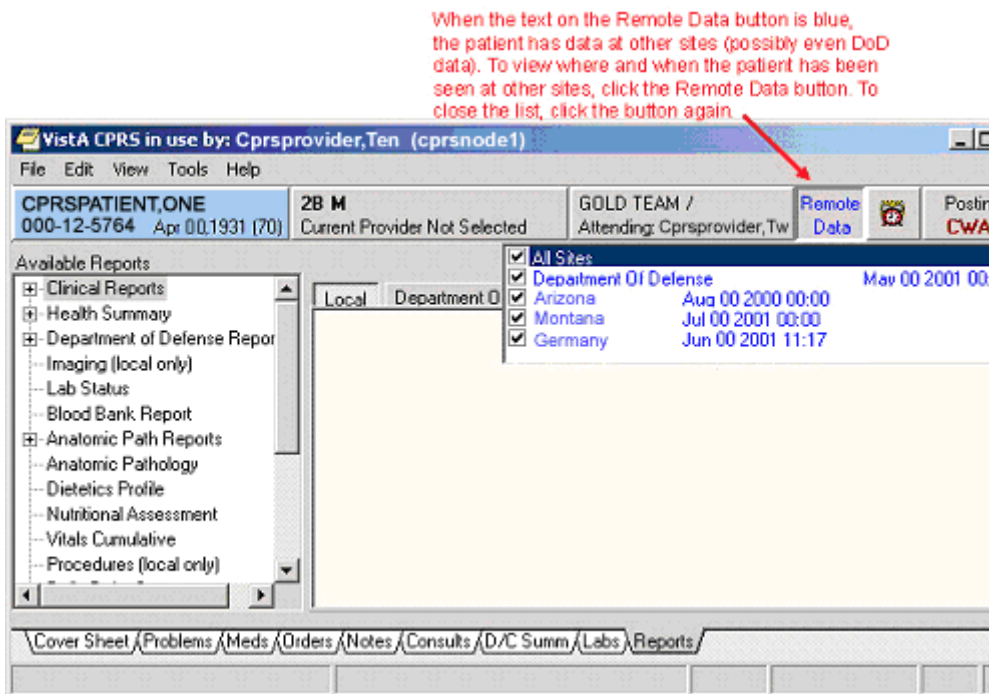 When the text on the Remote Data button is blue,
the patient has data at other sites (possibly even DoD
data). To view where and when the patient has been
seen at other sites, click the Remote Data button. To
close the list, click the button again.
VistA CPRS in use by: Cprsprovider,Ten (cprsnode1)
File Edit View Tools Help
CPRSPATIENT,ONE
000-12-5764 Apr 00,1931 (70)
2B M
Current Provider Not Selected
GOLD TEAM /
Attending: Cprsprovider,Tw
Remote
Data
Postin
CWA
Available Reports
Clinical Reports
Health Summary
Department of Defense Repor
Imaging (local only)
Lab Status
Blood Bank Report
Anatomic Path Reports
Anatomic Pathology
Dietetics Profile
Nutritional Assessment
Vitals Cumulative
Procedures (local only)
Local Department O
All Sites
Department Of Defense May 00 2001 00:
Arizona Aug 00 2000 00:00
Montana Jul 00 2001 00:00
Germany Jun 00 2001 11:17
Cover Sheet Problems Meds Orders Notes Consults D/C Summ Labs Reports